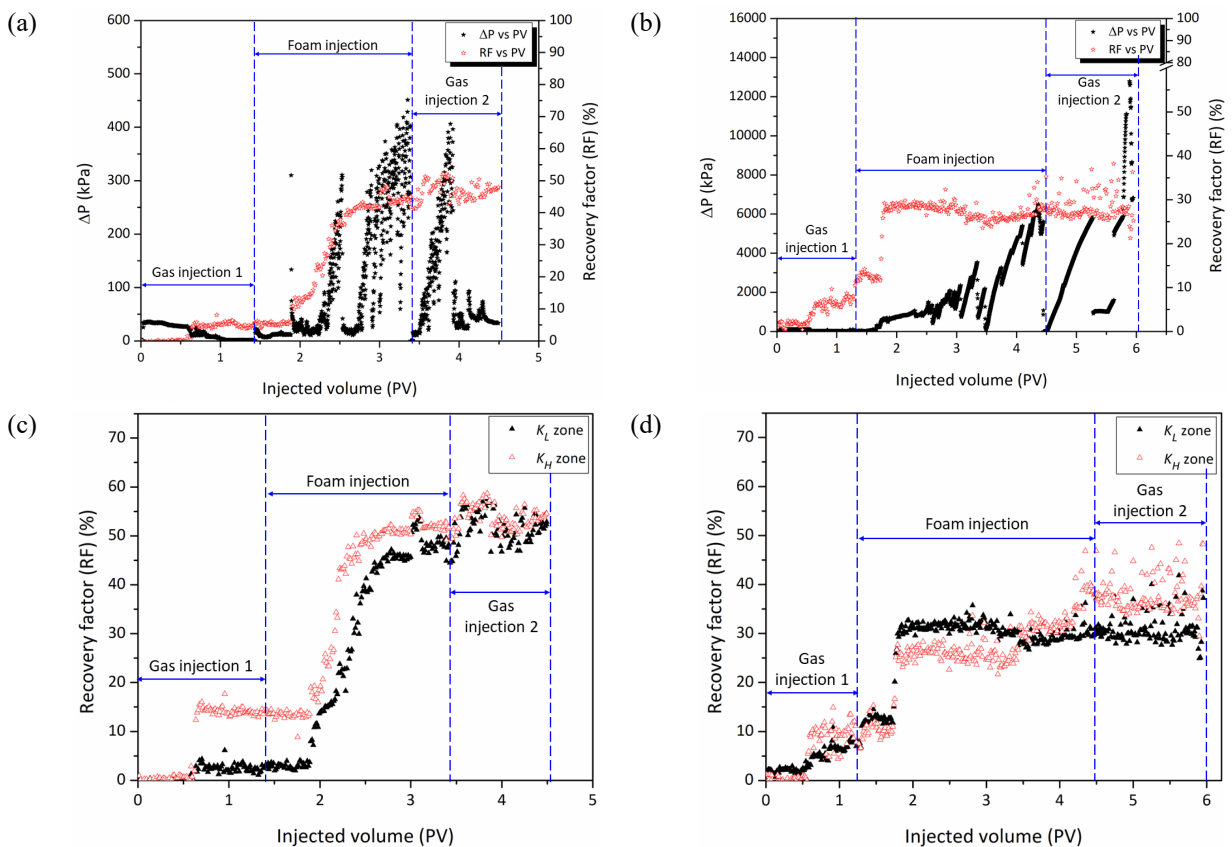 (a)
600
500
400
300
200
100
0
ΔP (kPa)
100
90
80
70
60
50
40
30
20
10
0
Recovery factor (RF) (%)
ΔP vs PV
RF vs PV
Foam injection
Gas
injection 2
Gas injection 1
0
1
2
3
4
5
Injected volume (PV)
(b)
16000
14000
12000
10000
8000
6000
4000
2000
0
ΔP (kPa)
100
90
80
50
40
30
20
10
0
Recovery factor (RF) (%)
ΔP vs PV
RF vs PV
Gas
injection 2
Foam injection
Gas injection 1
0
1
2
3
4
5
6
Injected volume (PV)
(c)
70
60
50
40
30
20
10
0
Recovery factor (RF) (%)
K_L zone
K_H zone
Foam injection
Gas injection 1
Gas
injection 2
0
1
2
3
4
5
Injected volume (PV)
(d)
70
60
50
40
30
20
10
0
Recovery factor (RF) (%)
K_L zone
K_H zone
Gas
injection 2
Foam injection
Gas
injection 1
0
1
2
3
4
5
6
Injected volume (PV)